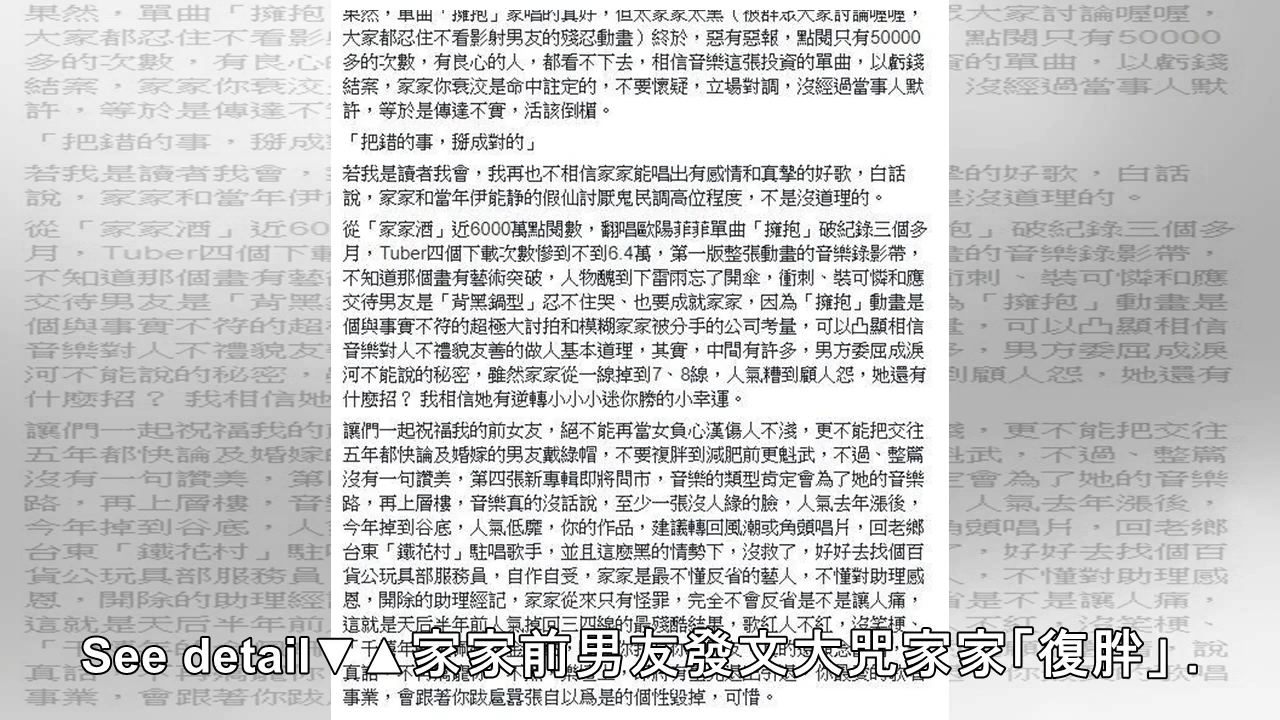 果然，單曲「擁抱」家唱的真好，但太家家太黑（被群眾大家討論喔喔，
大家都忍住不看影射男友的殘忍動畫）終於，惡有惡報，點閱只有50000
多的次數，有良心的人，都看不下去，相信音樂這張投資的單曲，以虧錢
結案，家家你衰洨是命中註定的，不要懷疑，立場對調，沒經過當事人默
許，等於是傳達不實，活該倒楣。
「把錯的事，掰成對的」
若我是讀者我會，我再也不相信家家能唱出有感情和真摯的好歌，白話
說，家家和當年伊能静的假仙討厭鬼民調高位程度，不是沒道理的。
從「家家酒」近6000萬點閱數，翻唱歐陽菲菲單曲「擁抱」破紀錄三個多
月，Tuber四個下載次數慘到不到6.4萬，第一版整張動畫的音樂錄影帶，
不知道那個畫有藝術突破，人物醜到下雷雨忘了開傘，衝刺、裝可憐和應
交待男友是「背黑鍋型」忍不住哭、也要成就家家，因為「擁抱」動畫是
個與事實不符的超極大討拍和模糊家家被分手的公司考量，可以凸顯相信
音樂對人不禮貌友善的做人基本道理，其實，中間有許多，男方委屈成淚
河不能說的秘密，雖然家家從一線掉到7、8線，人氣糟到顧人怨，她還有
什麼招？ 我相信她有逆轉小小小迷你勝的小幸運。
讓們一起祝福我的前女友，絕不能再當女負心漢傷人不淺，更不能把交往
五年都快論及婚嫁的男友戴綠帽，不要複胖到減肥前更魁武，不過、整篇
沒有一句讚美，第四張新專輯即將問市，音樂的類型肯定會為了她的音樂
路，再上層樓，音樂真的沒話說，至少一張沒人緣的臉，人氣去年漲後，
今年掉到谷底，人氣低靡，你的作品，建議轉回風潮或角頭唱片，回老鄉
台東「鐵花村」駐唱歌手，並且這麼黑的情勢下，沒救了，好好去找個百
貨公玩具部服務員，自作自受，家家是最不懂反省的藝人，不懂對助理感
恩，開除的助理經記，家家從來只有怪罪，完全不會反省是不是讓人痛，
這就是天后半年前人氣掉回三四線的最殘酷結果，歌紅人不紅，沒笑梗、
See detail▼▲家家前男友發文大咒家家「復胖」.
事業，會跟著你跋扈囂張自以爲是的個性毀掉，可惜。